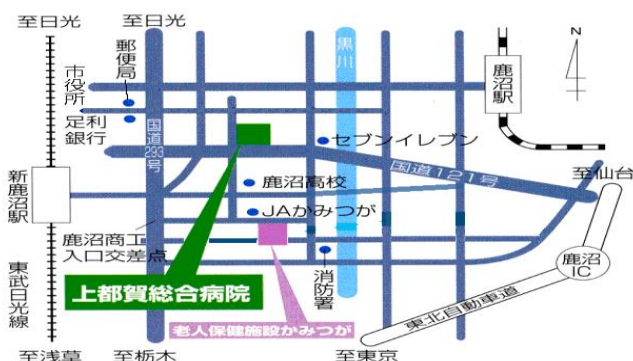 至日光
至日光
N
郵便局
市役所
足利
銀行
黒川
鹿沼駅
国道293号
セブンイレブン
国道121号
至仙台
新鹿沼駅
鹿沼高校
JAかみつが
鹿沼商工
入口交差点
鹿沼
IC
東武日光線
上都賀総合病院
消防署
東北自動車道
老人保健施設かみつが
至浅草
至栃木
至東京